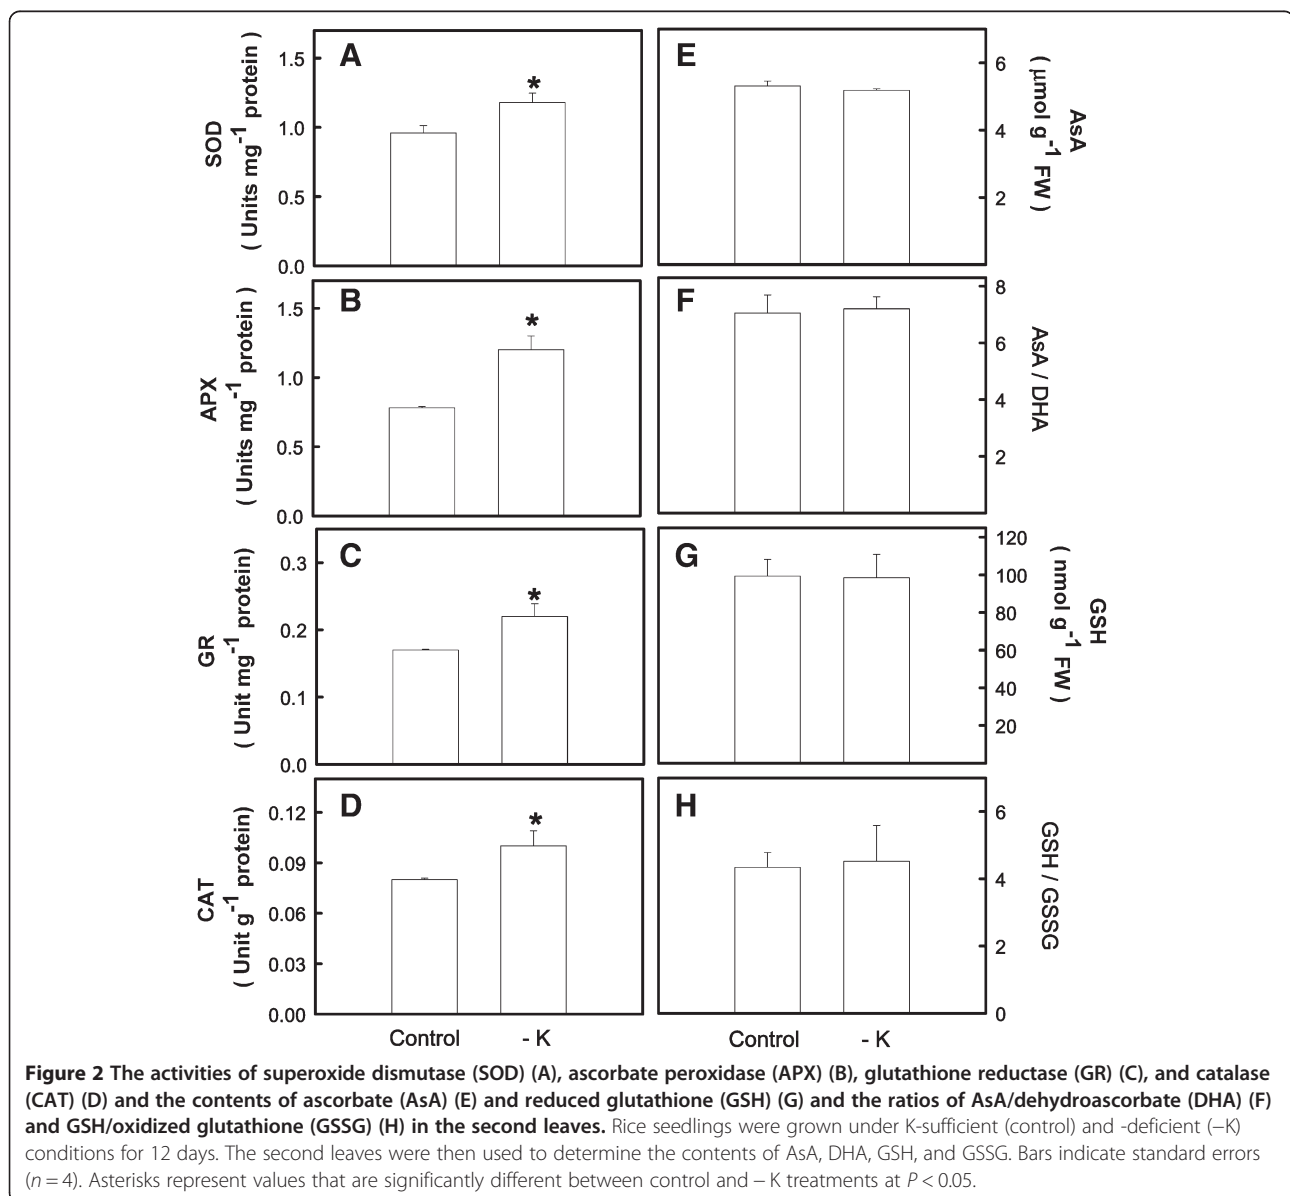 A
SOD
( Units mg-1 protein )
1.5
1.0
0.5
0.0
*
E
6
4
2
AsA
( μmol g-1 FW )
B
APX
( Units mg-1 protein )
1.5
1.0
0.5
0.0
*
F
8
6
4
2
AsA / DHA
C
GR
( Unit mg-1 protein)
0.3
0.2
0.1
0.0
*
G
120
100
80
60
40
20
GSH
( nmol g-1 FW )
D
CAT
( Unit g-1 protein)
0.12
0.09
0.06
0.03
0.00
*
H
6
4
2
0
GSH / GSSG
Control - K
Control - K
Figure 2 The activities of superoxide dismutase (SOD) (A), ascorbate peroxidase (APX) (B), glutathione reductase (GR) (C), and catalase
(CAT) (D) and the contents of ascorbate (AsA) (E) and reduced glutathione (GSH) (G) and the ratios of AsA/dehydroascorbate (DHA) (F)
and GSH/oxidized glutathione (GSSG) (H) in the second leaves. Rice seedlings were grown under K-sufficient (control) and -deficient (−K)
conditions for 12 days. The second leaves were then used to determine the contents of AsA, DHA, GSH, and GSSG. Bars indicate standard errors
(n = 4). Asterisks represent values that are significantly different between control and − K treatments at P < 0.05.